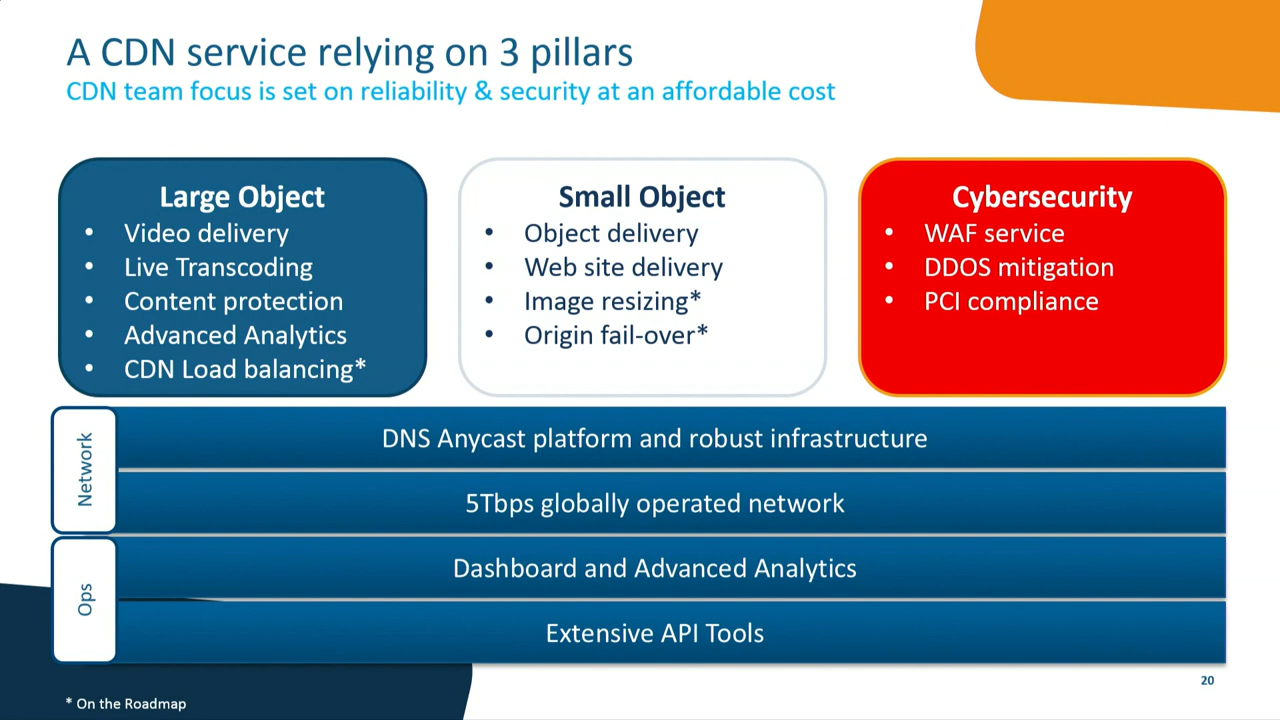 A CDN service relying on 3 pillars
CDN team focus is set on reliability & security at an affordable cost
Large Object
• Video delivery
• Live Transcoding
• Content protection
• Advanced Analytics
• CDN Load balancing*
Small Object
• Object delivery
• Web site delivery
• Image resizing*
• Origin fail-over*
Cybersecurity
• WAF service
• DDOS mitigation
• PCI compliance
Network
DNS Anycast platform and robust infrastructure
5Tbps globally operated network
Ops
Dashboard and Advanced Analytics
Extensive API Tools
20
* On the Roadmap